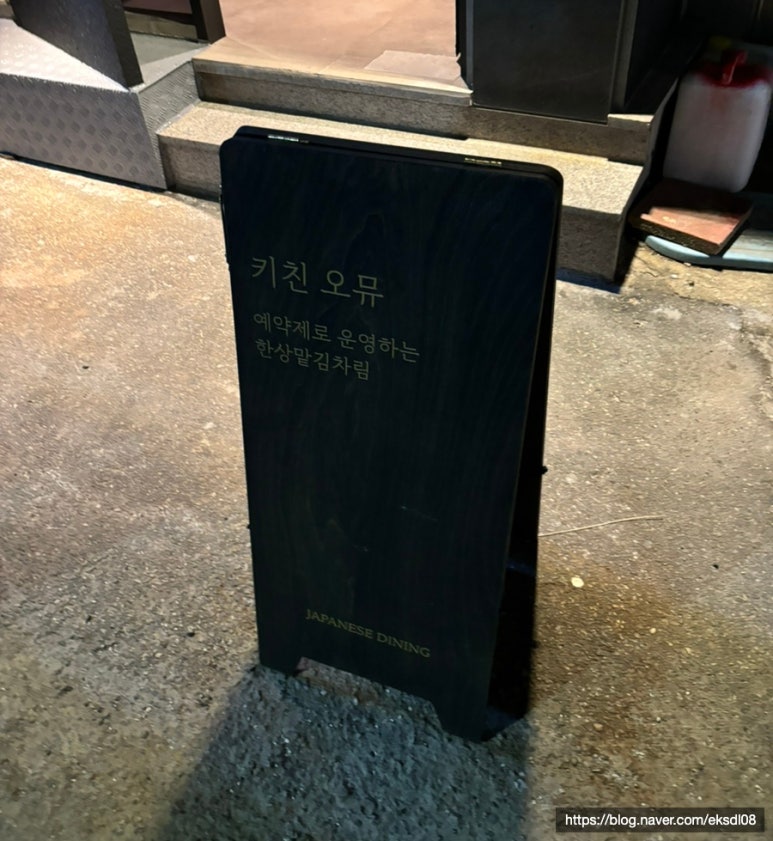 키친 오뮤
예약제로 운영하는
한상맡김차림
JAPANESE DINING
https://blog.naver.com/eksdl08